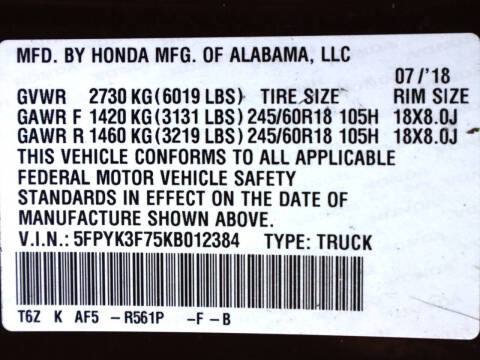 MFD. BY HONDA MFG. OF ALABAMA, LLC
07/'18
GVWR 2730 KG(6019 LBS) TIRE SIZE RIM SIZE
GAWR F 1420 KG(3131 LBS) 245/60R18 105H 18X8.0J
GAWR R 1460 KG(3219 LBS) 245/60R18 105H 18X8.0J
THIS VEHICLE CONFORMS TO ALL APPLICABLE
FEDERAL MOTOR VEHICLE SAFETY
STANDARDS IN EFFECT ON THE DATE OF
MANUFACTURE SHOWN ABOVE.
V.I.N.: 5FPYK3F75KB012384 TYPE: TRUCK
T6Z K AF5 -R561P -F-B